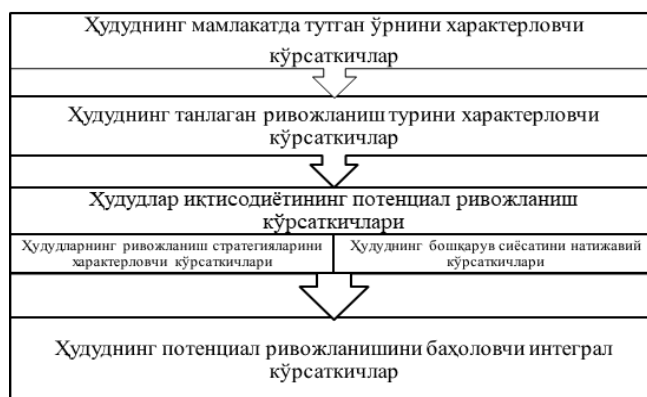 Ҳудуднинг мамлакатда тутган ўрнини характерловчи
кўрсаткичлар
Ҳудуднинг танлаган ривожланиш турини характерловчи
кўрсаткичлар
Ҳудудлар иқтисодиётининг потенциал ривожланиш
кўрсаткичлари
Ҳудудларнинг ривожланиш стратегияларини
характерловчи кўрсаткичлари
Ҳудуднинг бошқарув сиёсатини натижавий
кўрсаткичлари
Ҳудуднинг потенциал ривожланишини баҳоловчи интеграл
кўрсаткичлар